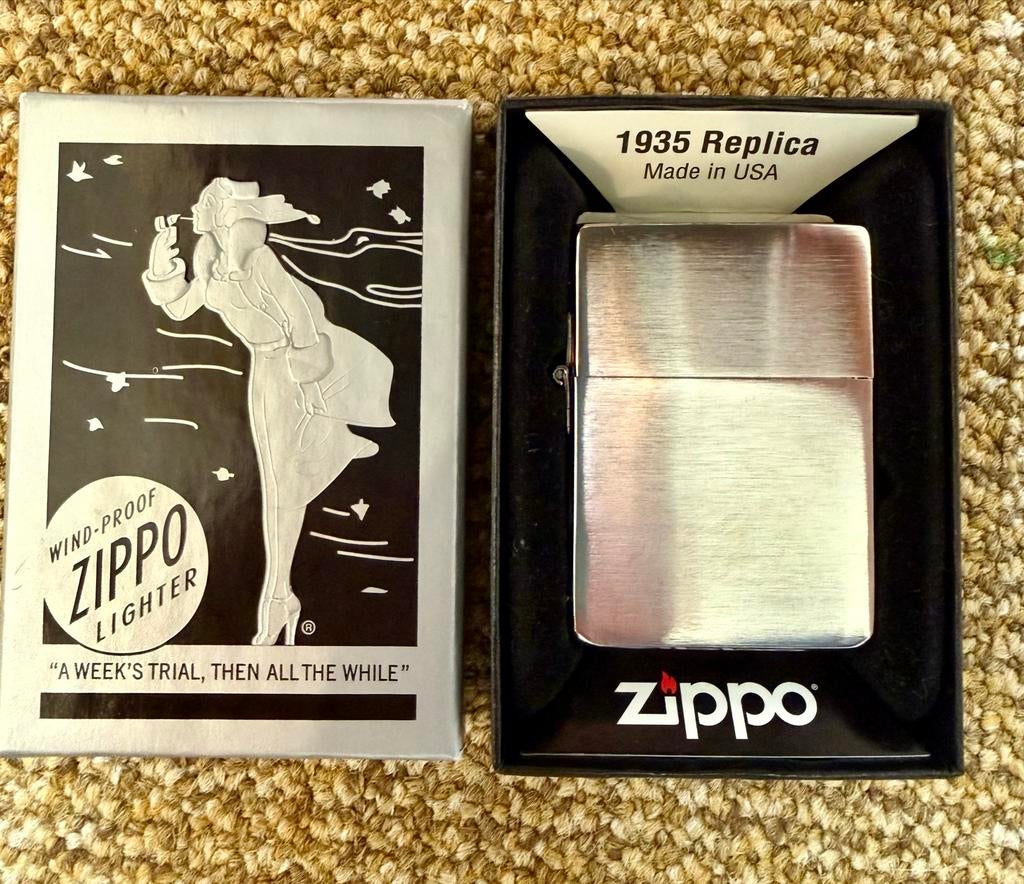 WIND-PROOF
ZIPPO
LIGHTER
®
"A WEEK'S TRIAL, THEN ALL THE WHILE"
1935 Replica
Made in USA
zippo®